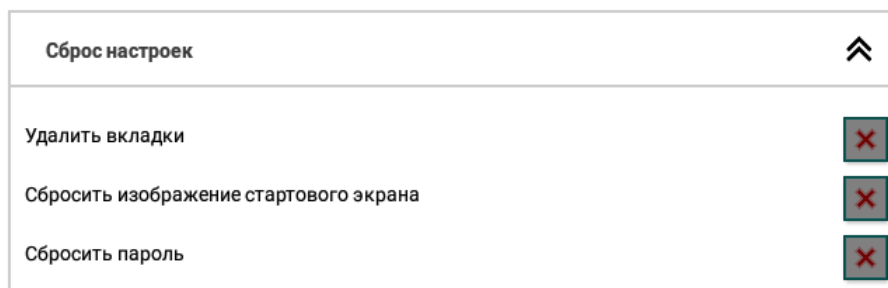 Сброс настроек
Удалить вкладки
Сбросить изображение стартового экрана
Сбросить пароль